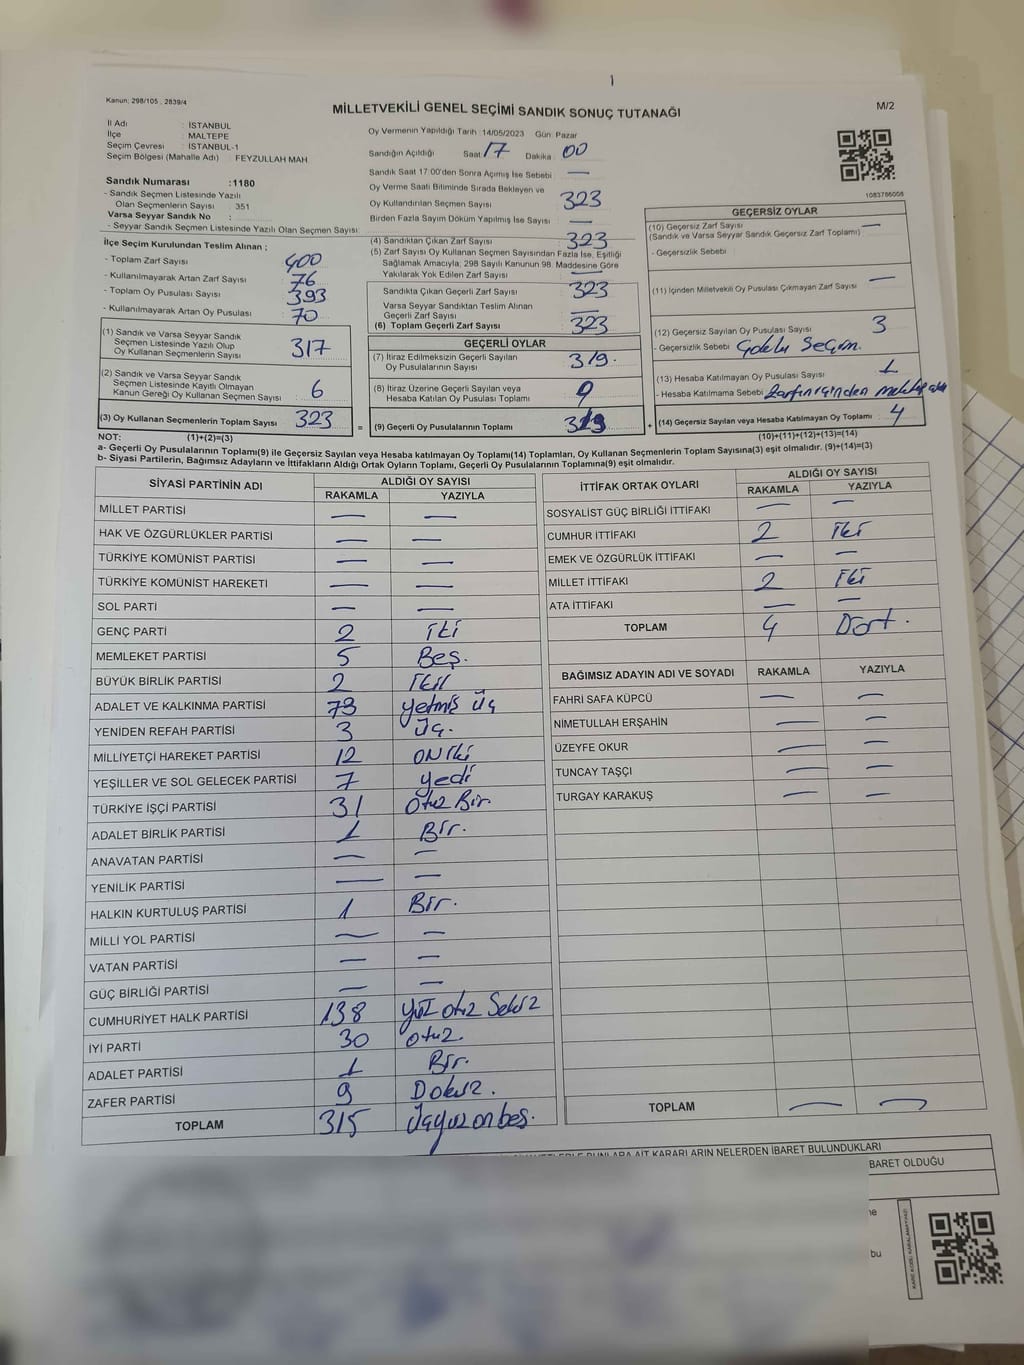 Kanun; 298/105 , 2839/4
MİLLETVEKİLİ GENEL SEÇİMİ SANDIK SONUÇ TUTANAĞI
M/2
İl Adı : İSTANBUL
İlçe : MALTEPE
Seçim Çevresi : İSTANBUL-1
Seçim Bölgesi (Mahalle Adı) : FEYZULLAH MAH.
Oy Vermenin Yapıldığı Tarih : 14/05/2023 Gün: Pazar
Sandığın Açıldığı Saat : 17 Dakika : 00
Sandık Saat 17:00'den Sonra Açımış İse Sebebi : —
Oy Verme Saati Bitiminde Sırada Bekleyen ve
Oy Kullandırılan Seçmen Sayısı 323
Birden Fazla Sayım Döküm Yapılmış İse Sayısı —
Sandık Numarası :1180
- Sandık Seçmen Listesinde Yazılı
Olan Seçmenlerin Sayısı : 351
Varsa Seyyar Sandık No :
- Seyyar Sandık Seçmen Listesinde Yazılı Olan Seçmen Sayısı:
1083786008
İlçe Seçim Kurulundan Teslim Alınan ;
- Toplam Zarf Sayısı : 400
- Kullanılmayarak Artan Zarf Sayısı : 76
- Toplam Oy Pusulası Sayısı : 393
- Kullanılmayarak Artan Oy Pusulası : 70
(4) Sandıktan Çıkan Zarf Sayısı : 323
(5) Zarf Sayısı Oy Kullanan Seçmen Sayısından Fazla İse, Eşitliği
Sağlamak Amacıyla; 298 Sayılı Kanunun 98. Maddesine Göre
Yakılarak Yok Edilen Zarf Sayısı : —
Sandıkta Çıkan Geçerli Zarf Sayısı : 323
Varsa Seyyar Sandıktan Teslim Alınan
Geçerli Zarf Sayısı : —
(6) Toplam Geçerli Zarf Sayısı : 323
GEÇERSİZ OYLAR
(10) Geçersiz Zarf Sayısı : —
(Sandık ve Varsa Seyyar Sandık Geçersiz Zarf Toplamı)
- Geçersizlik Sebebi
(11) İçinden Milletvekili Oy Pusulası Çıkmayan Zarf Sayısı : —
(12) Geçersiz Sayılan Oy Pusulası Sayısı : 3
- Geçersizlik Sebebi Çoklu Seçim.
(13) Hesaba Katılmayan Oy Pusulası Sayısı : 1
- Hesaba Katılmama Sebebi Zarfın içinden
(14) Geçersiz Sayılan veya Hesaba Katılmayan Oy Toplamı : 4
(10)+(11)+(12)+(13)=(14)
(1) Sandık ve Varsa Seyyar Sandık
Seçmen Listesinde Yazılı Olup
Oy Kullanan Seçmenlerin Sayısı : 317
(2) Sandık ve Varsa Seyyar Sandık
Seçmen Listesinde Kayıtlı Olmayan
Kanun Gereği Oy Kullanan Seçmen Sayısı : 6
(3) Oy Kullanan Seçmenlerin Toplam Sayısı : 323
=
GEÇERLİ OYLAR
(7) İtiraz Edilmeksizin Geçerli Sayılan
Oy Pusulalarının Sayısı : 319.
(8) İtiraz Üzerine Geçerli Sayılan veya
Hesaba Katılan Oy Pusulası Toplamı : 0
(9) Geçerli Oy Pusulalarının Toplamı : 319
+
NOT: (1)+(2)=(3)
a- Geçerli Oy Pusulalarının Toplamı(9) ile Geçersiz Sayılan veya Hesaba katılmayan Oy Toplamı(14) Toplamları, Oy Kullanan Seçmenlerin Toplam Sayısına(3) eşit olmalıdır. (9)+(14)=(3)
b- Siyasi Partilerin, Bağımsız Adayların ve İttifakların Aldığı Ortak Oyların Toplamı, Geçerli Oy Pusulalarının Toplamına(9) eşit olmalıdır.
SİYASİ PARTİNİN ADI
ALDIĞI OY SAYISI
RAKAMLA YAZIYLA
MİLLET PARTİSİ — —
HAK VE ÖZGÜRLÜKLER PARTİSİ — —
TÜRKİYE KOMÜNİST PARTİSİ — —
TÜRKİYE KOMÜNİST HAREKETİ — —
SOL PARTİ — —
GENÇ PARTİ 2 iki
MEMLEKET PARTİSİ 5 Beş.
BÜYÜK BİRLİK PARTİSİ 2 iki
ADALET VE KALKINMA PARTİSİ 73 yetmiş üç
YENİDEN REFAH PARTİSİ 3 üç.
MİLLİYETÇİ HAREKET PARTİSİ 12 oniki
YEŞİLLER VE SOL GELECEK PARTİSİ 7 yedi
TÜRKİYE İŞÇİ PARTİSİ 31 Otuz Bir.
ADALET BİRLİK PARTİSİ 1 Bir.
ANAVATAN PARTİSİ — —
YENİLİK PARTİSİ — —
HALKIN KURTULUŞ PARTİSİ 1 Bir.
MİLLİ YOL PARTİSİ — —
VATAN PARTİSİ — —
GÜÇ BİRLİĞİ PARTİSİ — —
CUMHURİYET HALK PARTİSİ 138 yüz otuz Sekiz
İYİ PARTİ 30 otuz.
ADALET PARTİSİ 1 Bir.
ZAFER PARTİSİ 9 Dokuz.
TOPLAM 315 üçyüz onbeş.
İTTİFAK ORTAK OYLARI
ALDIĞI OY SAYISI
RAKAMLA YAZIYLA
SOSYALİST GÜÇ BİRLİĞİ İTTİFAKI — —
CUMHUR İTTİFAKI 2 iki
EMEK VE ÖZGÜRLÜK İTTİFAKI — —
MİLLET İTTİFAKI 2 iki
ATA İTTİFAKI — —
TOPLAM 4 Dört.
BAĞIMSIZ ADAYIN ADI VE SOYADI RAKAMLA YAZIYLA
FAHRİ SAFA KÜPCÜ — —
NİMETULLAH ERŞAHİN — —
ÜZEYFE OKUR — —
TUNCAY TAŞÇI — —
TURGAY KARAKUŞ — —
TOPLAM — —
BUNLARA AİT KARARLARIN NELERDEN İBARET BULUNDUKLARI
BARET OLDUĞU
bu
KARE KODU KARALAMAYINIZ!